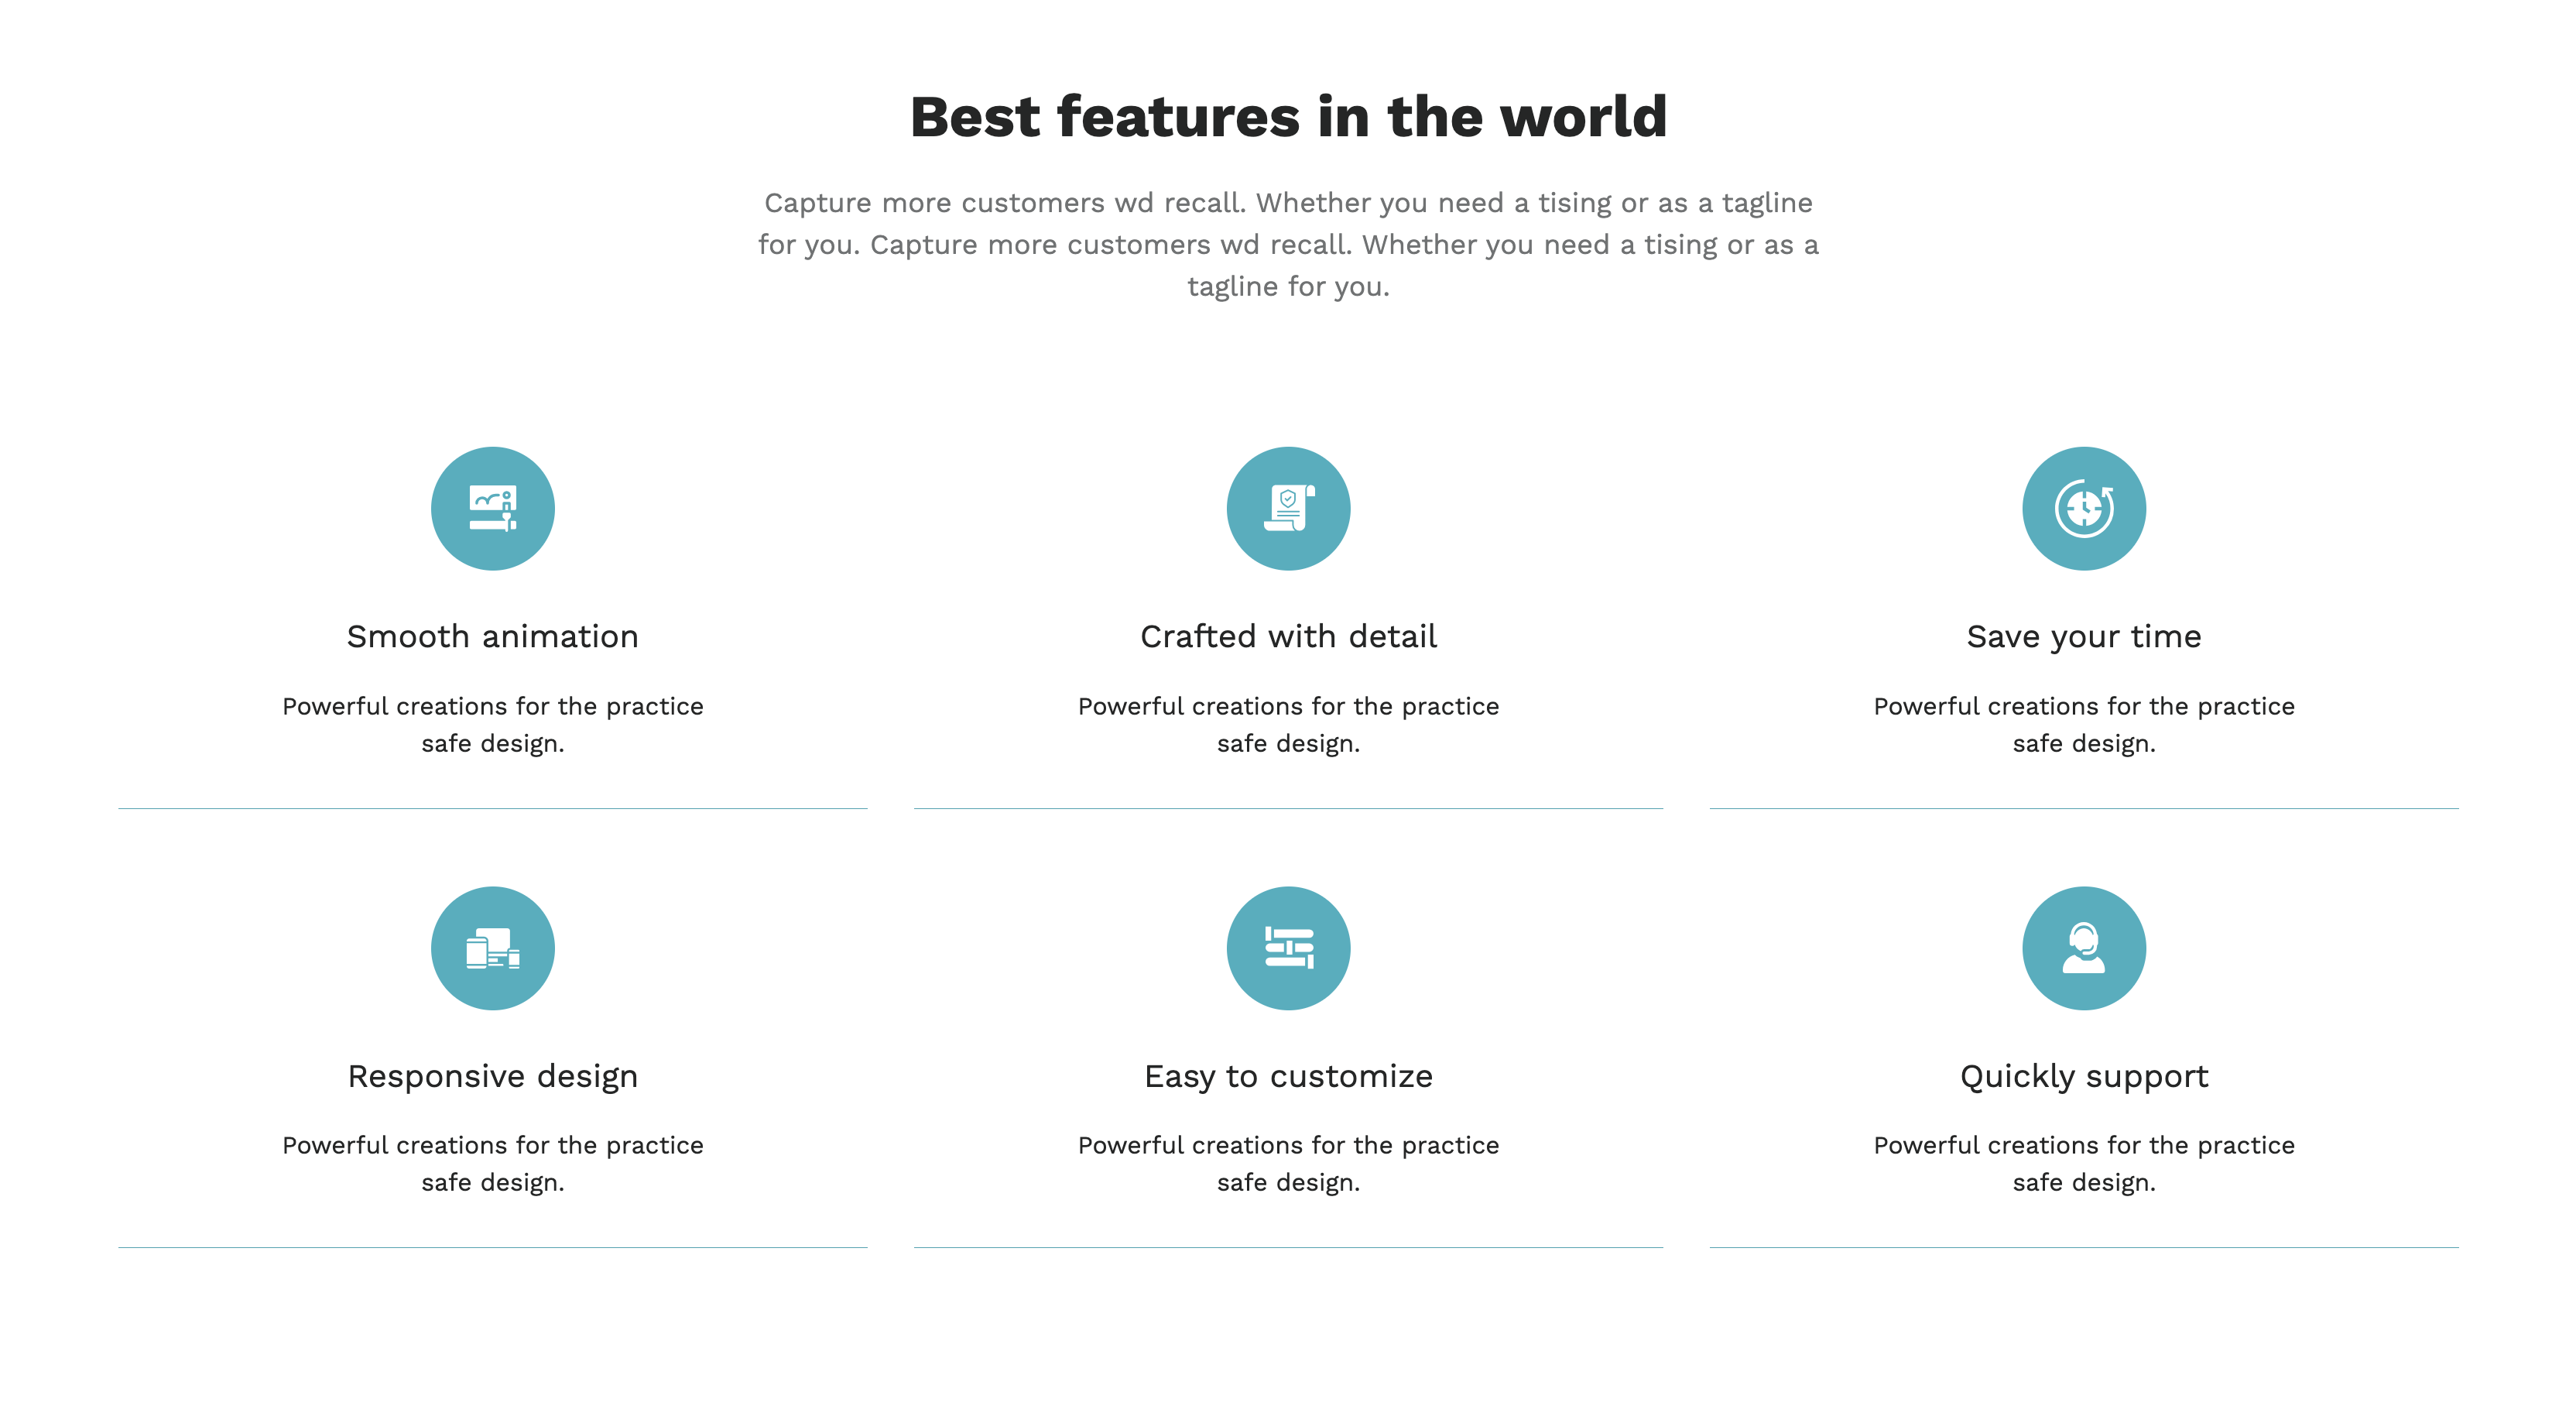 Best features in the world
Capture more customers wd recall. Whether you need a tising or as a tagline
for you. Capture more customers wd recall. Whether you need a tising or as a
tagline for you.
Smooth animation
Powerful creations for the practice
safe design.
Crafted with detail
Powerful creations for the practice
safe design.
Save your time
Powerful creations for the practice
safe design.
Responsive design
Powerful creations for the practice
safe design.
Easy to customize
Powerful creations for the practice
safe design.
Quickly support
Powerful creations for the practice
safe design.